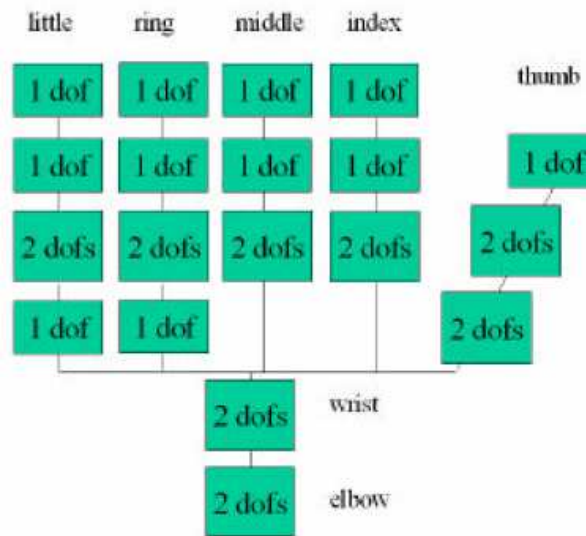 little ring middle index
thumb
1 dof 1 dof 1 dof 1 dof
1 dof 1 dof 1 dof 1 dof
1 dof
2 dofs 2 dofs 2 dofs 2 dofs
2 dofs
1 dof 1 dof
2 dofs
2 dofs wrist
2 dofs elbow